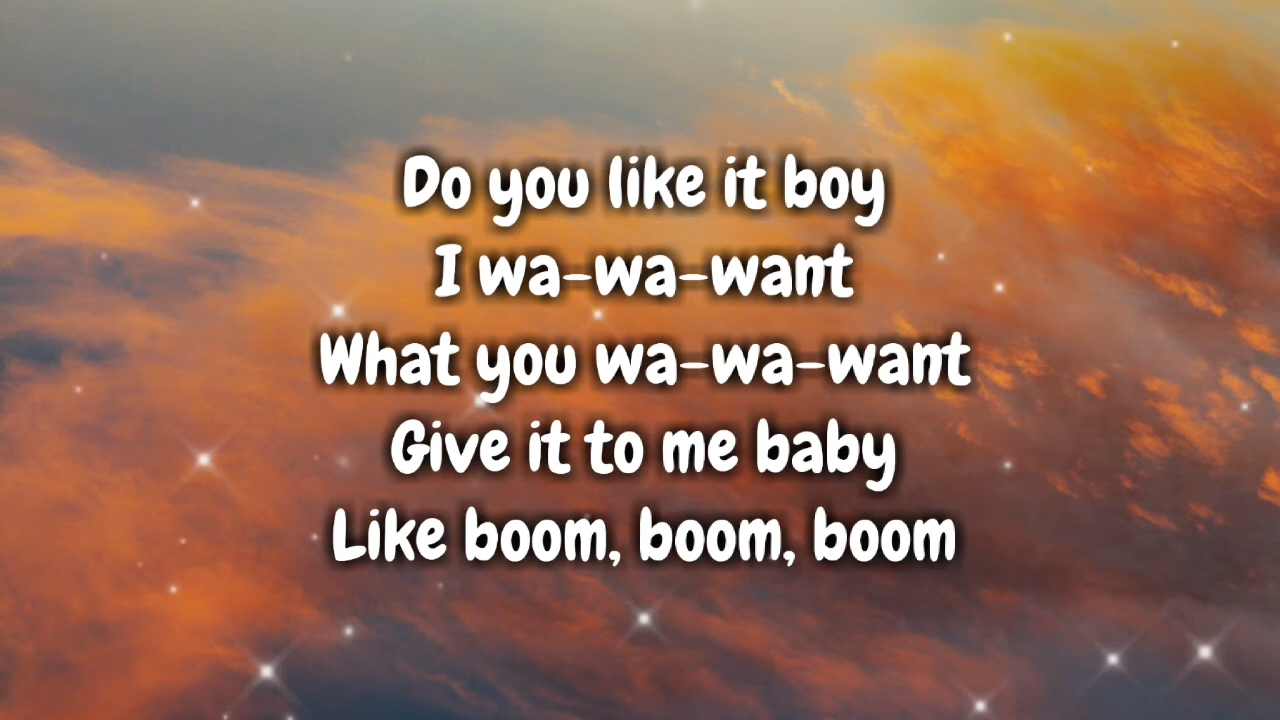 Do you like it boy
I wa-wa-want
What you wa-wa-want
Give it to me baby
Like boom, boom, boom